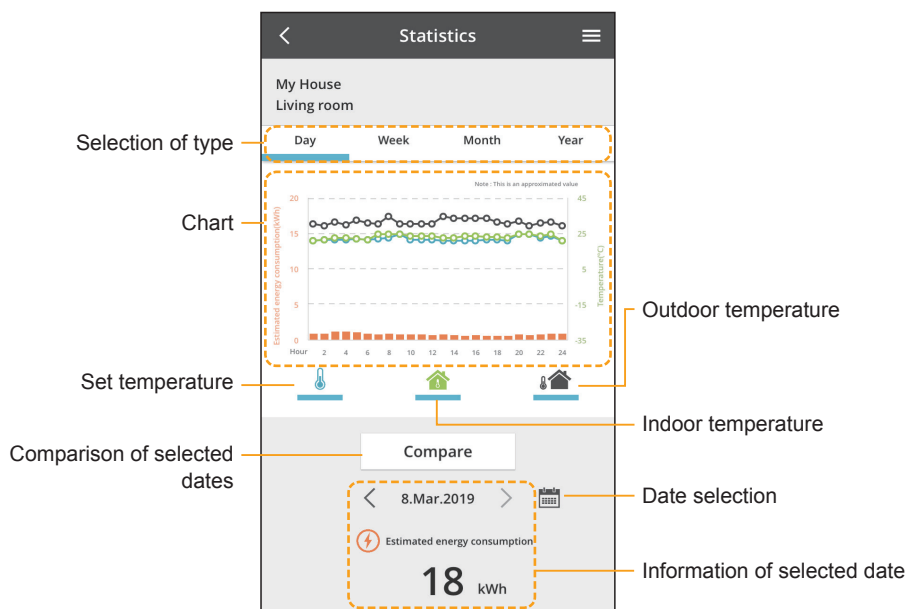 Statistics
My House
Living room
Selection of type
Day Week Month Year
Note : This is an approximated value
Chart
Estimated energy consumption(kWh)
20
15
10
5
0
45
25
5
-15
-35
Temperature(°C)
Hour 2 4 6 8 10 12 14 16 18 20 22 24
Outdoor temperature
Set temperature
Indoor temperature
Comparison of selected
dates
Compare
8.Mar.2019
Date selection
Estimated energy consumption
18 kWh
Information of selected date